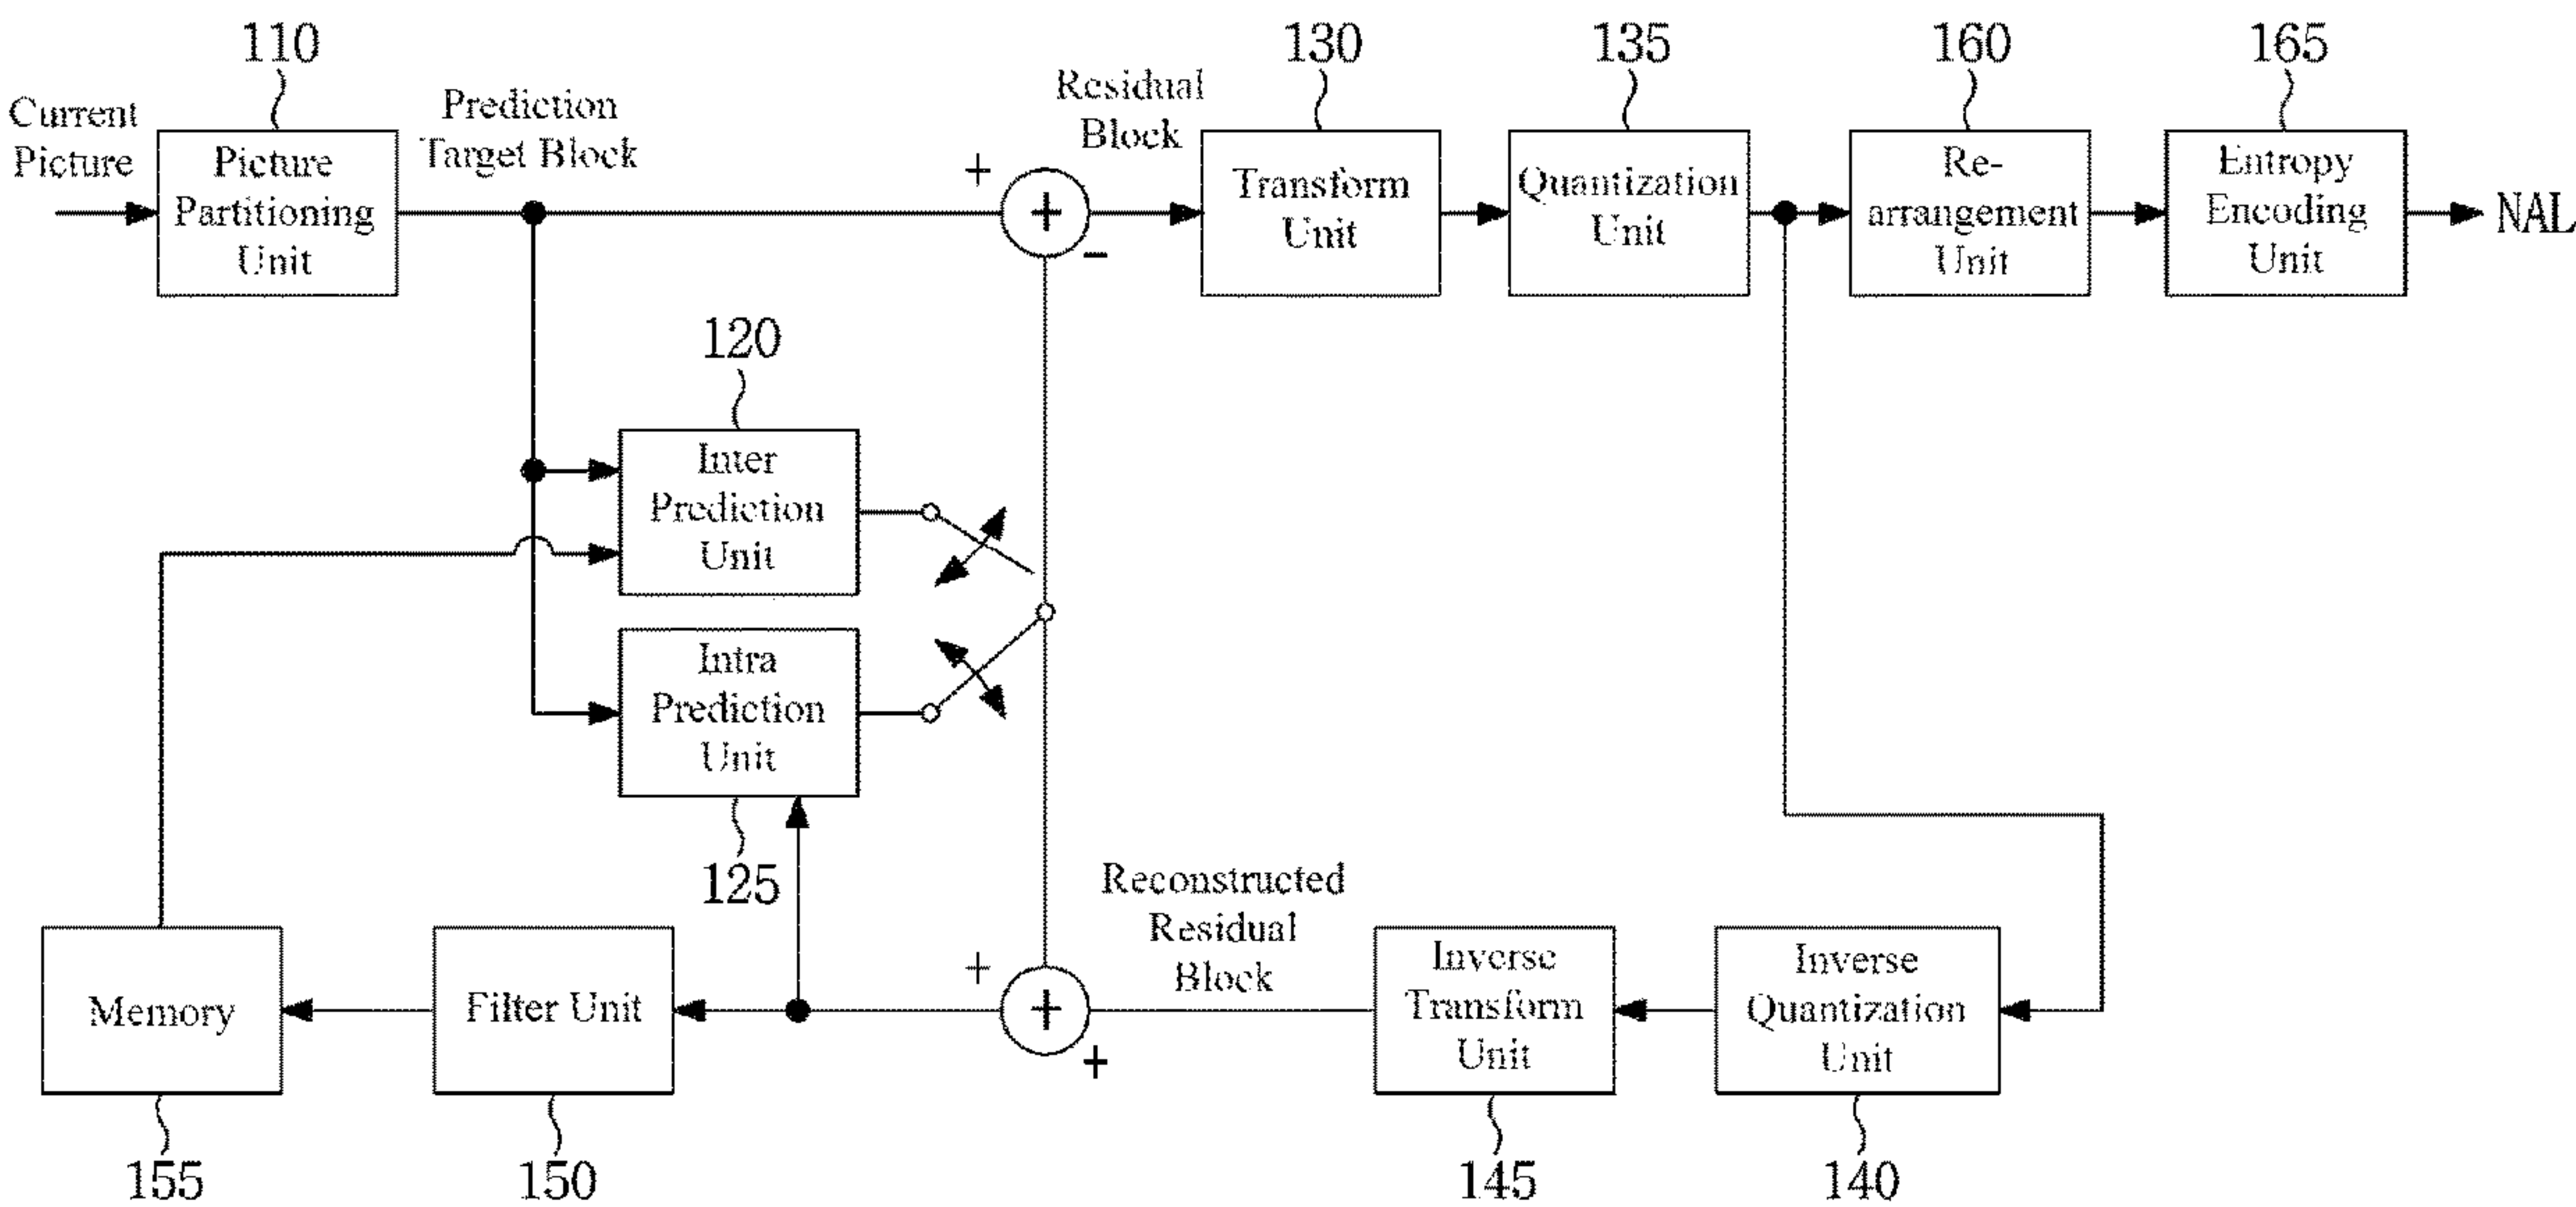 110
130
135
160
165
Current
Picture
Prediction
Target Block
Residual
Block
Picture
Partitioning
Unit
+
+
−
Transform
Unit
Quantization
Unit
Re-
arrangement
Unit
Entropy
Encoding
Unit
NAL
120
Inter
Prediction
Unit
Intra
Prediction
Unit
125
Reconstructed
Residual
Block
Memory
Filter Unit
+
+
+
Inverse
Transform
Unit
Inverse
Quantization
Unit
155
150
145
140